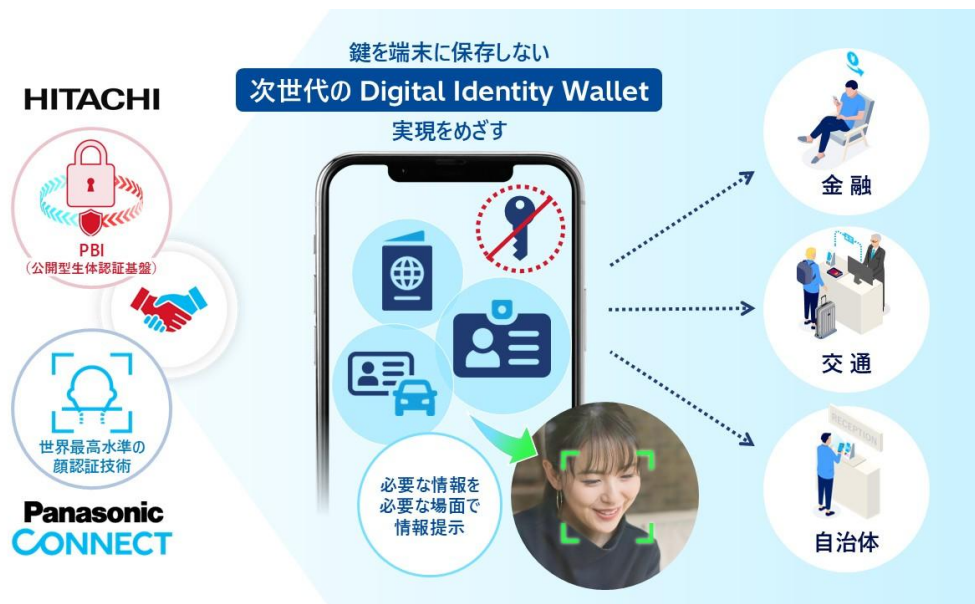 鍵を端末に保存しない
次世代の Digital Identity Wallet
実現をめざす
HITACHI
PBI
(公開型生体認証基盤)
世界最高水準の
顔認証技術
Panasonic
CONNECT
必要な情報を
必要な場面で
情報提示
金融
交通
RECEPTION
自治体